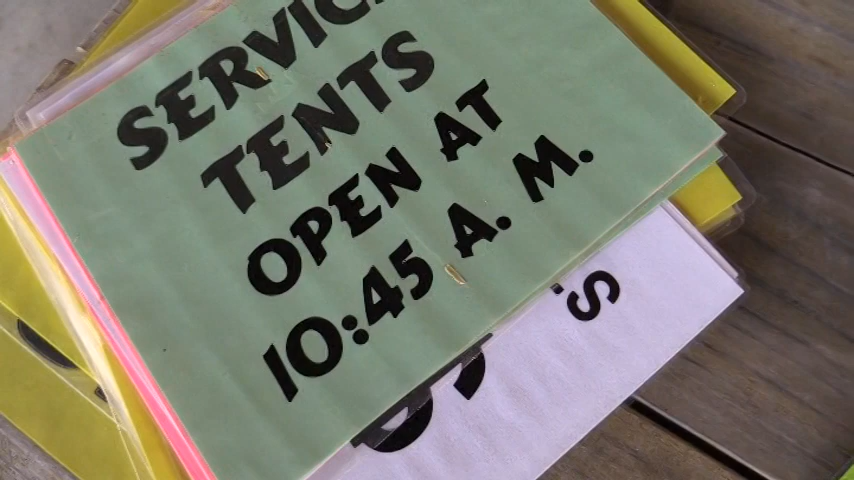 SERVIC
TENTS
OPEN AT
10:45 A. M.
S